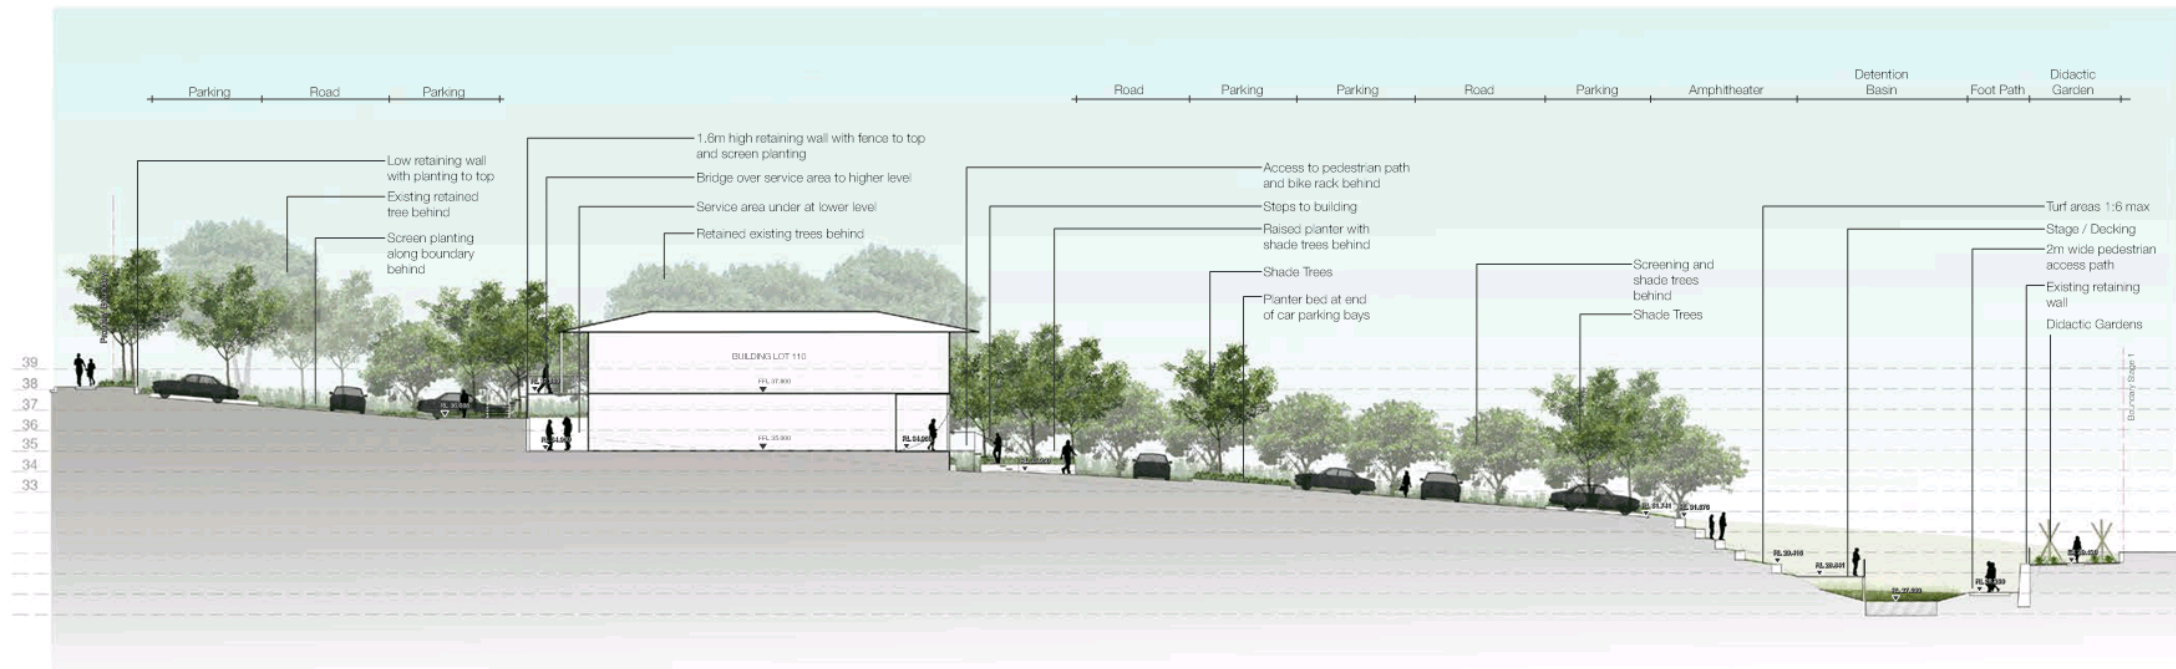 Parking
Road
Parking
Road
Parking
Parking
Road
Parking
Amphitheater
Detention
Basin
Foot Path
Didactic
Garden
Low retaining wall
with planting to top
Existing retained
tree behind
Screen planting
along boundary
behind
1.6m high retaining wall with fence to top
and screen planting
Bridge over service area to higher level
Service area under at lower level
Retained existing trees behind
Access to pedestrian path
and bike rack behind
Steps to building
Raised planter with
shade trees behind
Shade Trees
Planter bed at end
of car parking bays
Screening and
shade trees
behind
Shade Trees
Turf areas 1:6 max
Stage / Decking
2m wide pedestrian
access path
Existing retaining
wall
Didactic Gardens
BUILDING LOT 110
39
38
37
36
35
34
33
Boundary Stage 1